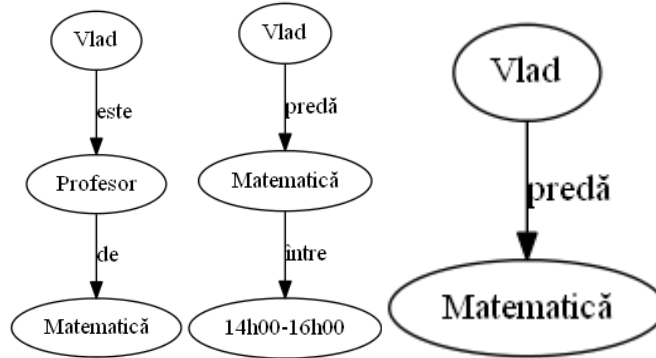 Vlad
este
Profesor
de
Matematică
Vlad
predă
Matematică
între
14h00-16h00
Vlad
predă
Matematică